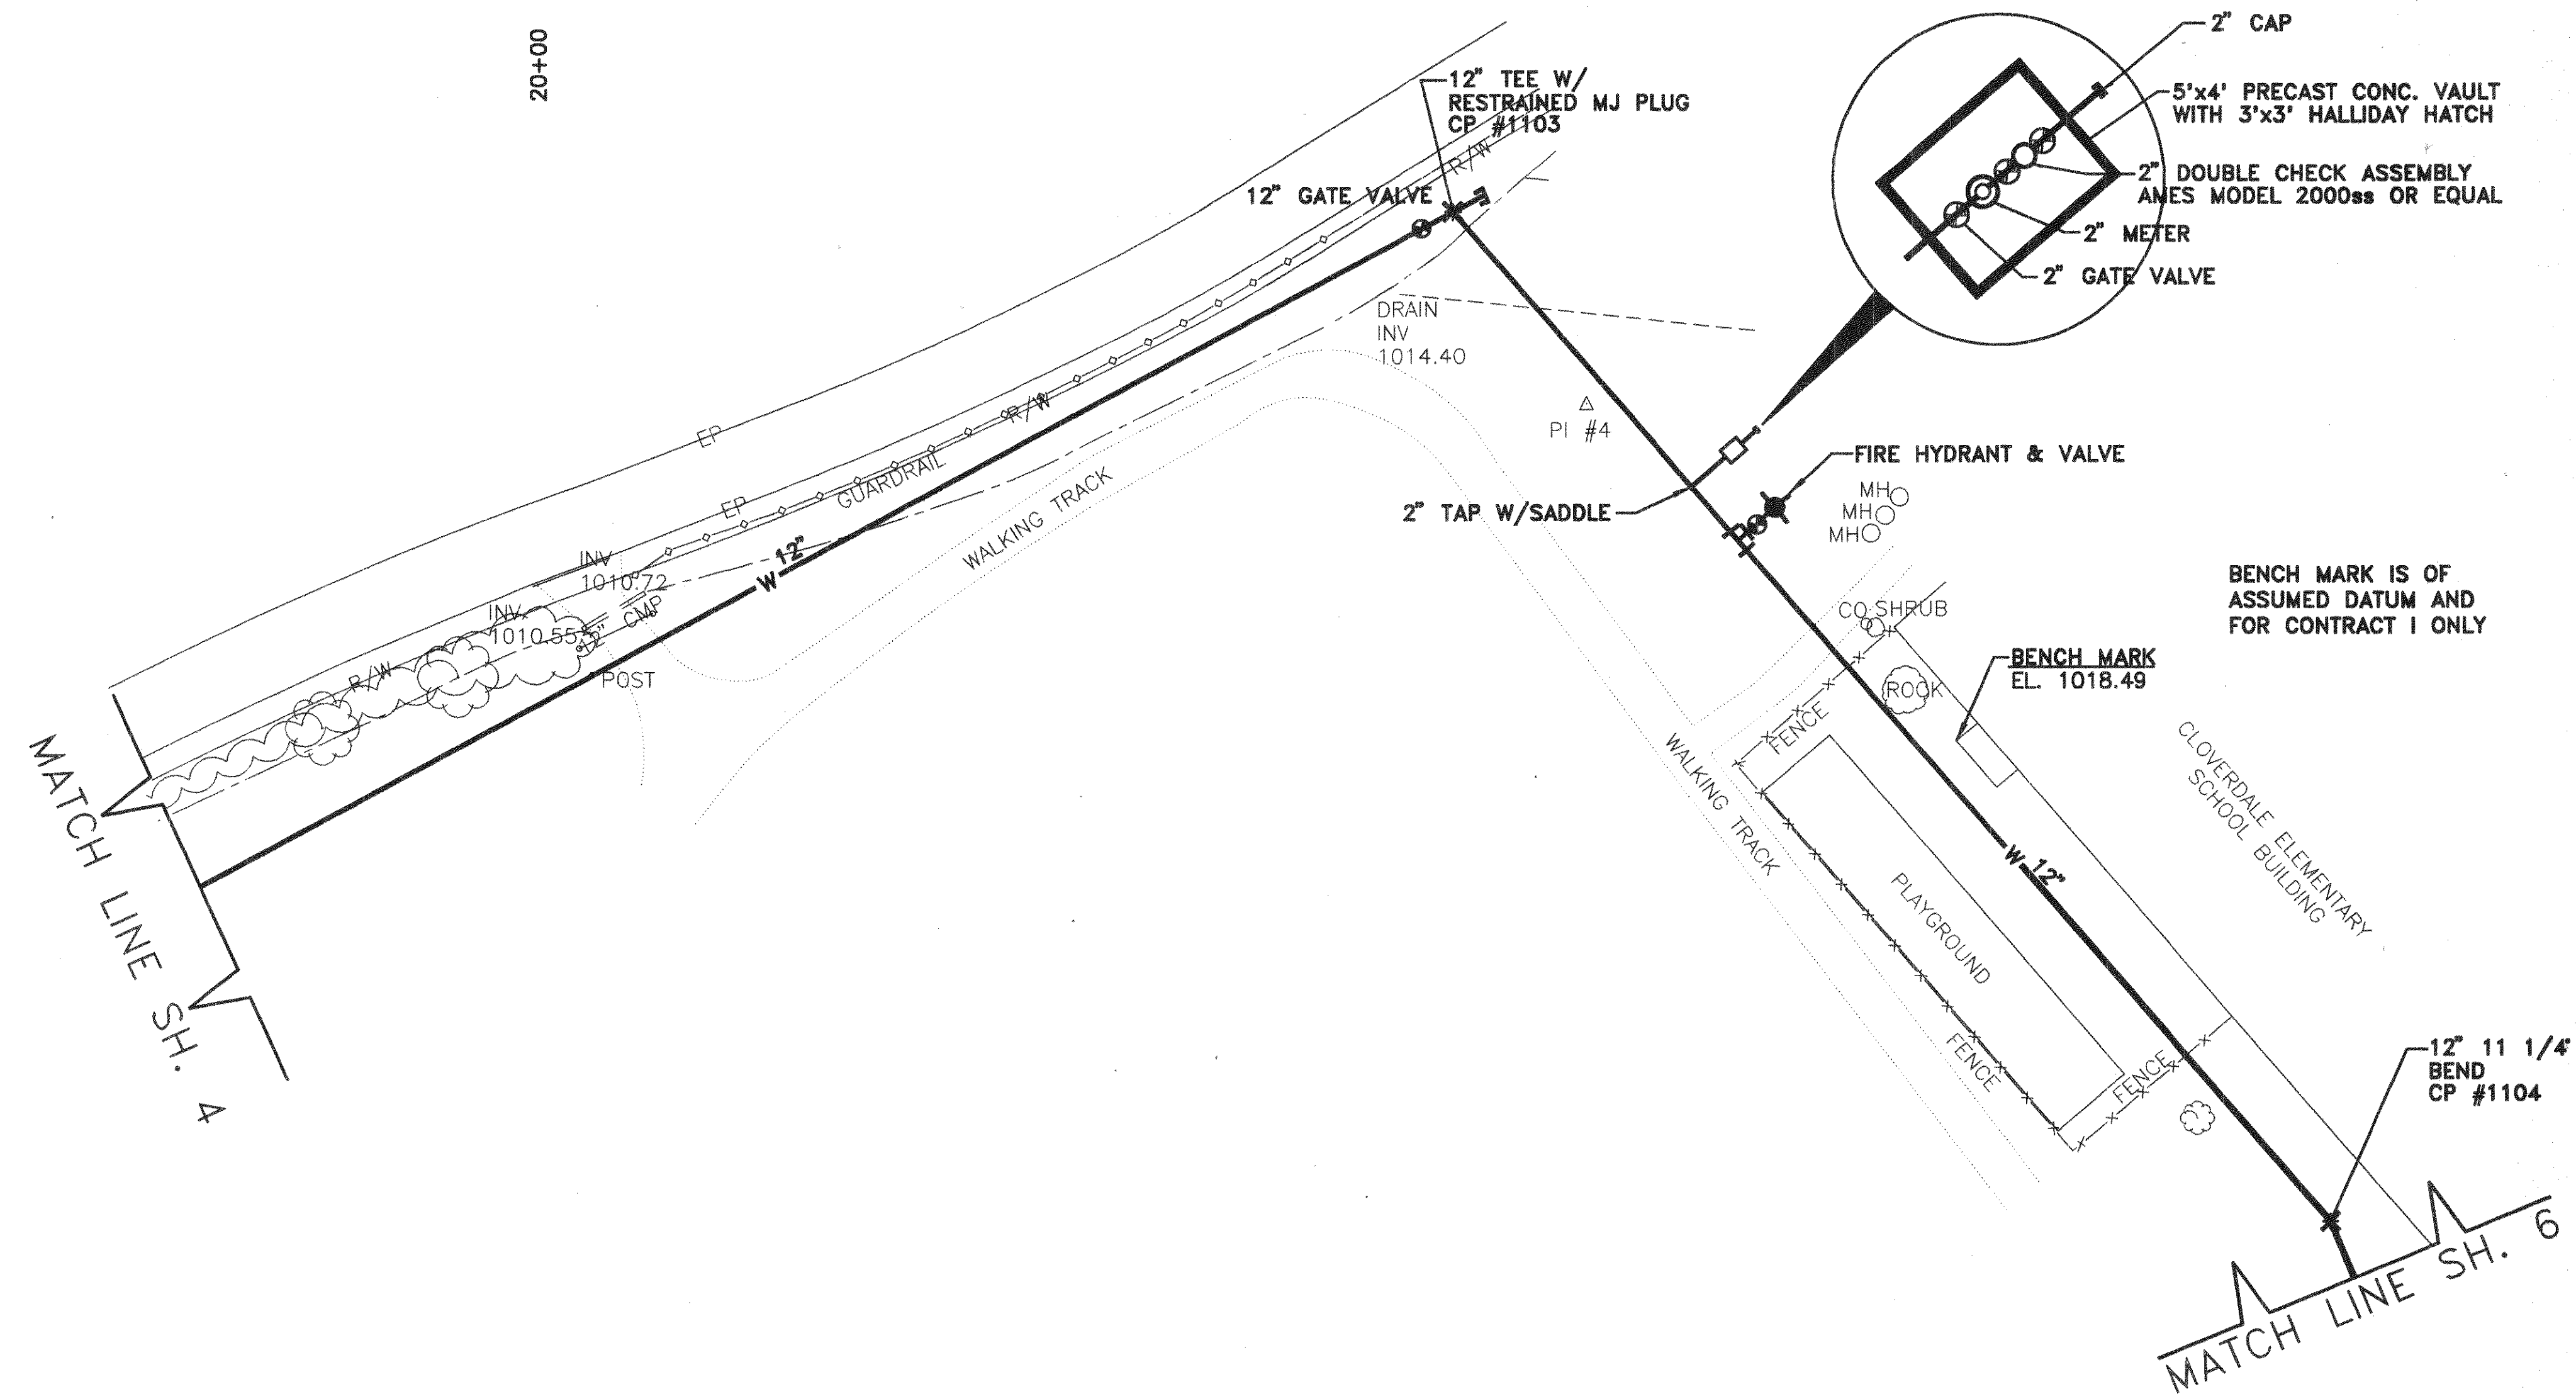 20+00
2" CAP
12" TEE W/
RESTRAINED MJ PLUG
CP #1103
5'x4' PRECAST CONC. VAULT
WITH 3'x3' HALLIDAY HATCH
R/W
2" DOUBLE CHECK ASSEMBLY
AMES MODEL 2000ss OR EQUAL
12" GATE VALVE
2" METER
2" GATE VALVE
DRAIN
INV
1014.40
R/W
EP
PI #4
FIRE HYDRANT & VALVE
GUARDRAIL
EP
WALKING TRACK
2" TAP W/SADDLE
MH
MH
MH
12"
W
INV
1010.72
INV
1010.55
12" CMP
BENCH MARK IS OF
ASSUMED DATUM AND
FOR CONTRACT I ONLY
CO SHRUB
BENCH MARK
EL. 1018.49
R/W
POST
ROCK
FENCE
CLOVERDALE ELEMENTARY
SCHOOL BUILDING
WALKING TRACK
MATCH LINE SH. 4
W 12"
PLAYGROUND
FENCE
FENCE
12" 11 1/4°
BEND
CP #1104
MATCH LINE SH. 6